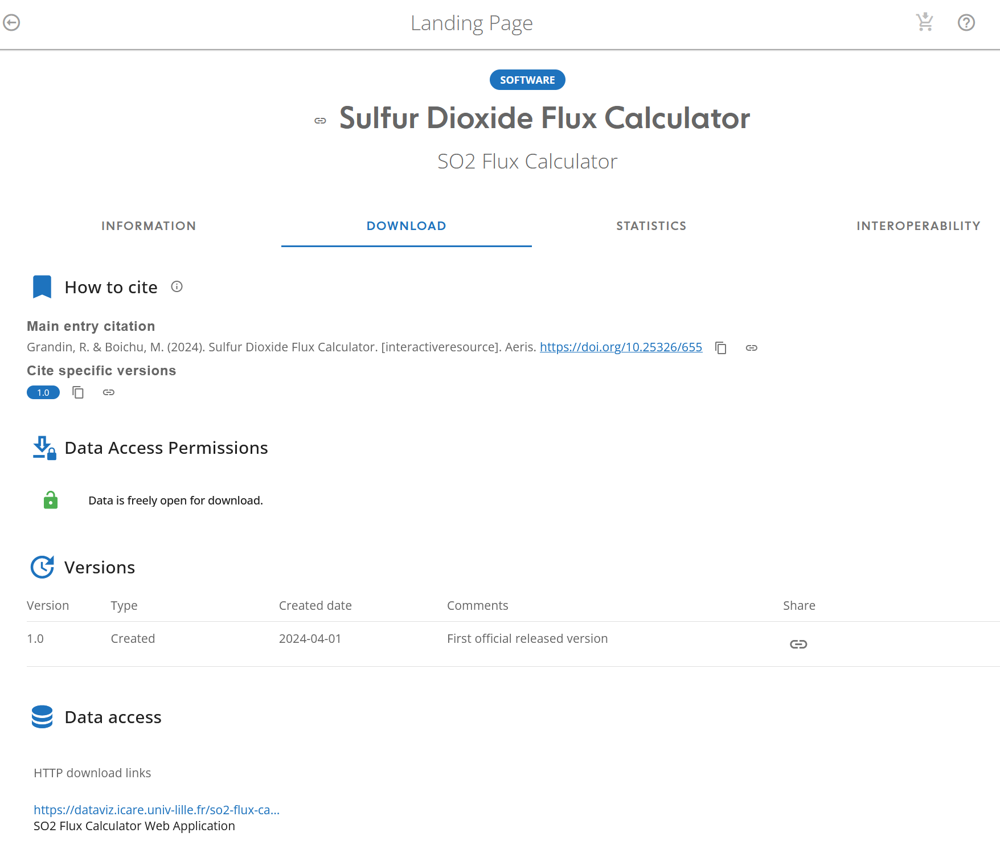 Landing Page
SOFTWARE
Sulfur Dioxide Flux Calculator
SO2 Flux Calculator
INFORMATION DOWNLOAD STATISTICS INTEROPERABILITY
How to cite
Main entry citation
Grandin, R. & Boichu, M. (2024). Sulfur Dioxide Flux Calculator. [interactiveresource]. Aeris. https://doi.org/10.25326/655
Cite specific versions
1.0
Data Access Permissions
Data is freely open for download.
Versions
Version Type Created date Comments Share
1.0 Created 2024-04-01 First official released version
Data access
HTTP download links
https://dataviz.icare.univ-lille.fr/so2-flux-ca...
SO2 Flux Calculator Web Application